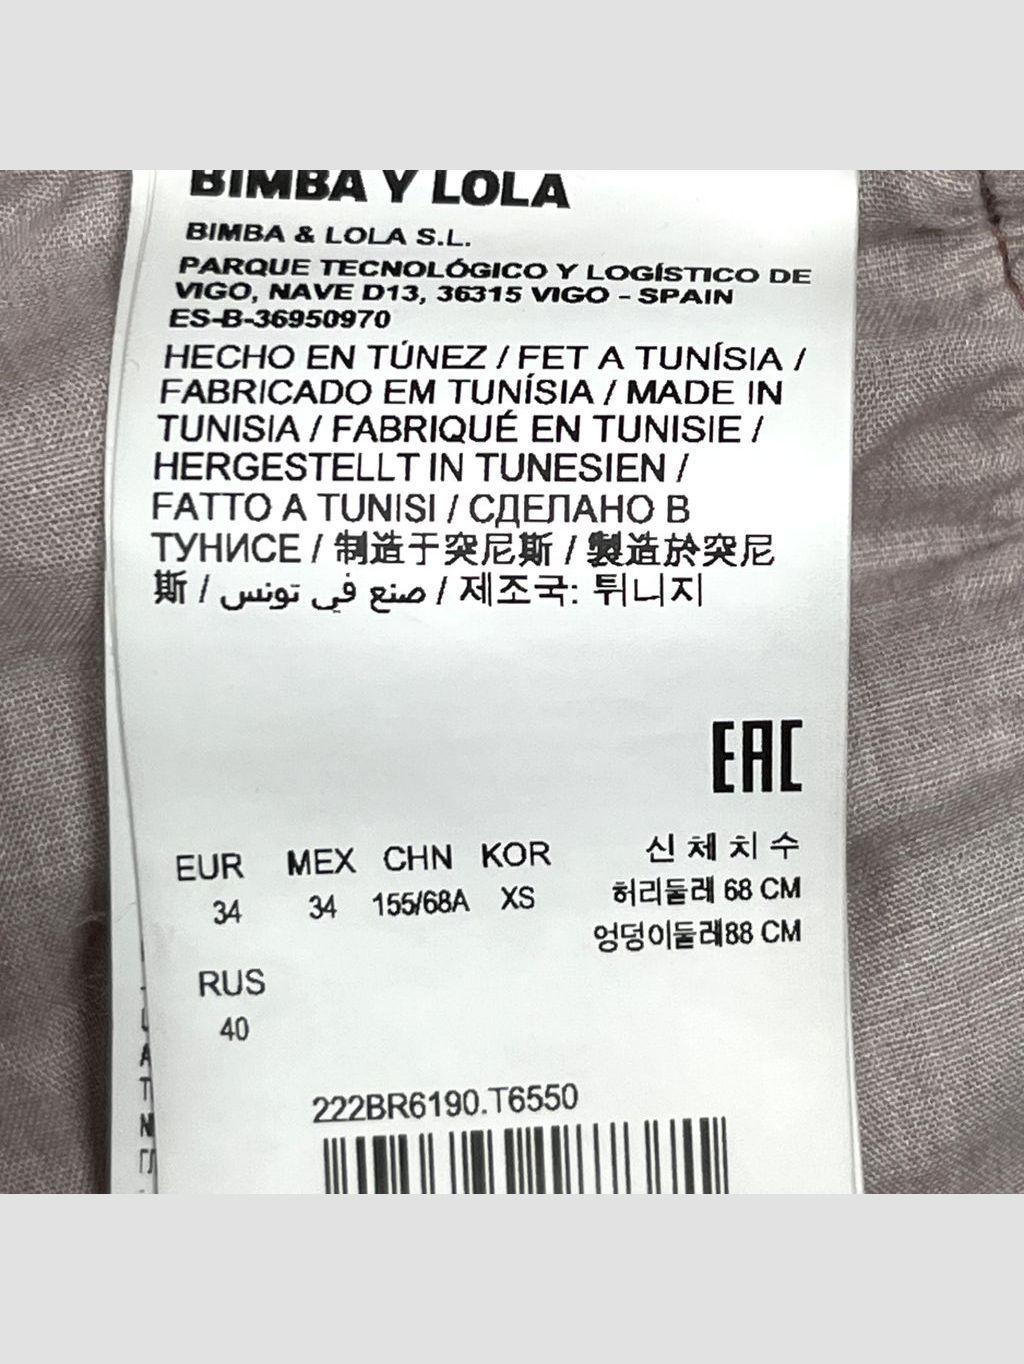 BIMBA Y LOLA
BIMBA & LOLA S.L.
PARQUE TECNOLÓGICO Y LOGÍSTICO DE
VIGO, NAVE D13, 36315 VIGO - SPAIN
ES-B-36950970
HECHO EN TÚNEZ / FET A TUNÍSIA /
FABRICADO EM TUNÍSIA / MADE IN
TUNISIA / FABRIQUÉ EN TUNISIE /
HERGESTELLT IN TUNESIEN /
FATTO A TUNISI / СДЕЛАНО В
ТУНИСЕ / 制造于突尼斯 / 製造於突尼
斯 / صنع في تونس / 제조국: 튀니지
EAC
EUR MEX CHN KOR
34 34 155/68A XS
신체치수
허리둘레 68 CM
엉덩이둘레88 CM
RUS
40
222BR6190.T6550